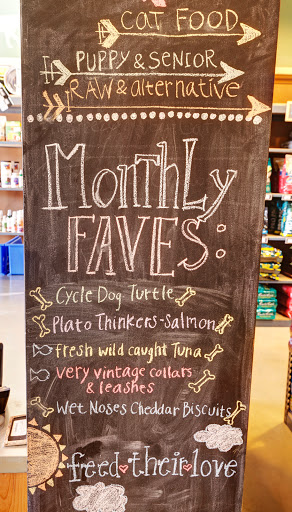 CAT FOOD
PUPPY & SENIOR
RAW & alternative
Monthly
FAVES:
Cycle Dog Turtle
Plato Thinkers-Salmon
fresh wild caught Tuna
very vintage collars
& leashes
Wet Noses Cheddar Biscuits
feed their love